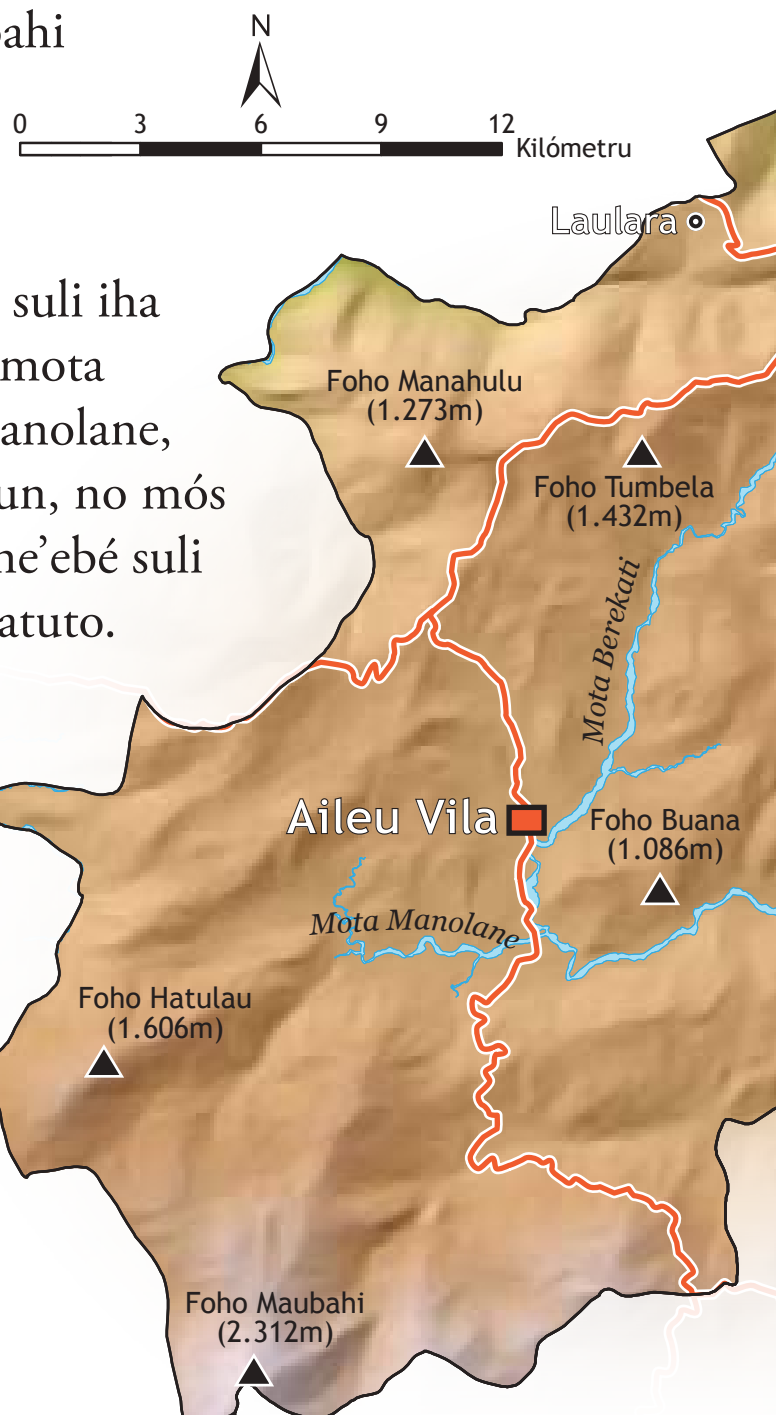 bahi
N
0 3 6 9 12
Kilómetru
Laulara
suli iha
mota
anolane,
un, no mós
ne'ebé suli
atuto.
Foho Manahulu
(1.273m)
Foho Tumbela
(1.432m)
Mota Berekati
Aileu Vila
Foho Buana
(1.086m)
Mota Manolane
Foho Hatulau
(1.606m)
Foho Maubahi
(2.312m)